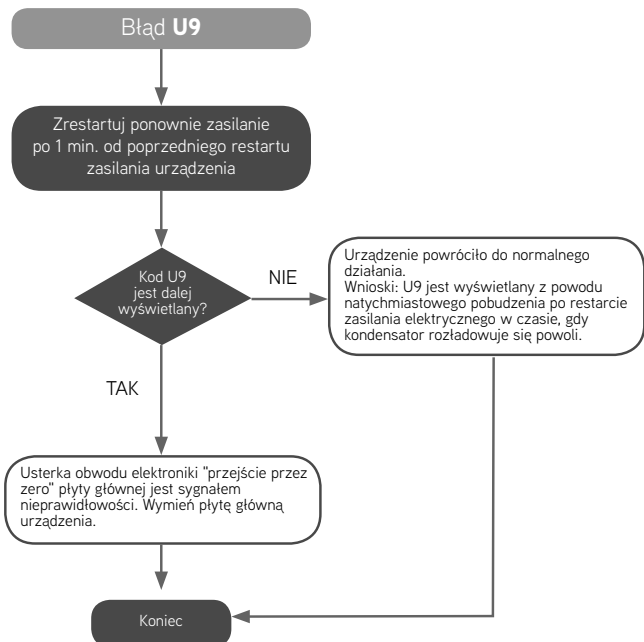 Błąd U9
Zrestartuj ponownie zasilanie
po 1 min. od poprzedniego restartu
zasilania urządzenia
Kod U9
jest dalej
wyświetlany?
NIE
Urządzenie powróciło do normalnego
działania.
Wnioski: U9 jest wyświetlany z powodu
natychmiastowego pobudzenia po restarcie
zasilania elektrycznego w czasie, gdy
kondensator rozładowuje się powoli.
TAK
Usterka obwodu elektroniki "przejście przez
zero" płyty głównej jest sygnałem
nieprawidłowości. Wymień płytę główną
urządzenia.
Koniec